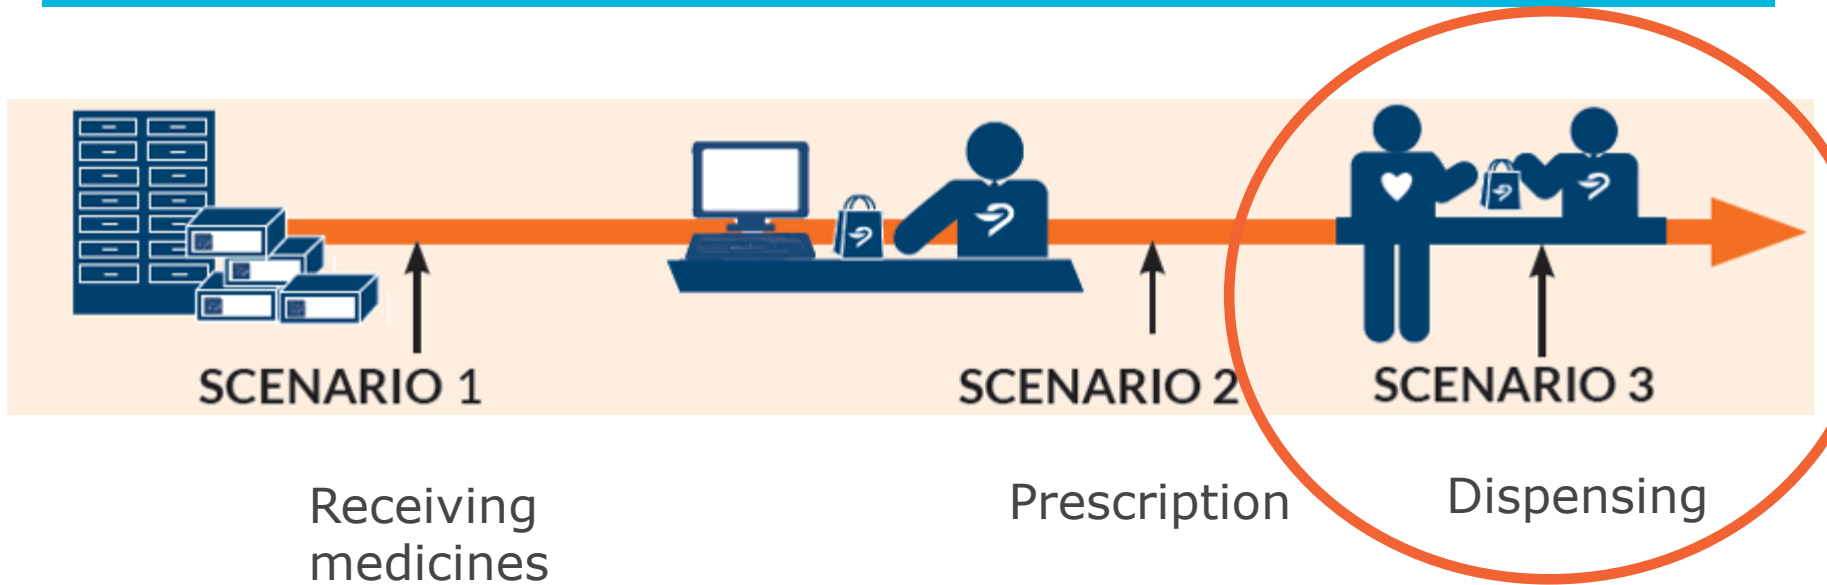 SCENARIO 1
SCENARIO 2
SCENARIO 3
Receiving
medicines
Prescription
Dispensing